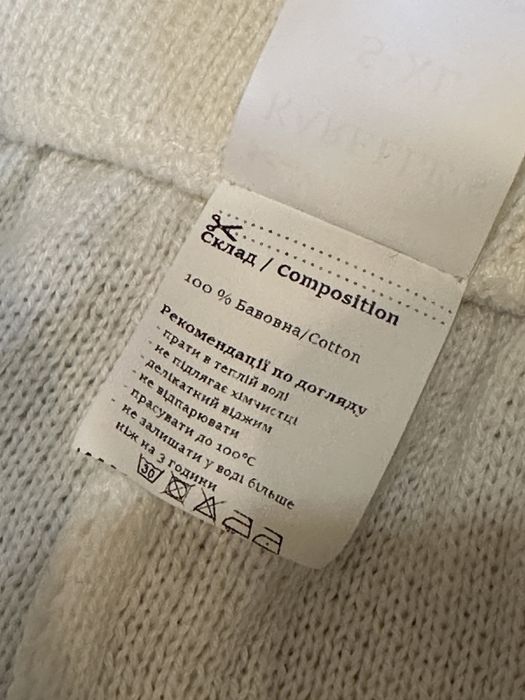 Склад / Composition
100 % Бавовна/Cotton
Рекомендації по догляду
- прати в теплій воді
- не підлягає хімчистці
делікатний віджим
- не відпарювати
- прасувати до 100°C
- не залишати у воді більше
ніж на 3 години
30